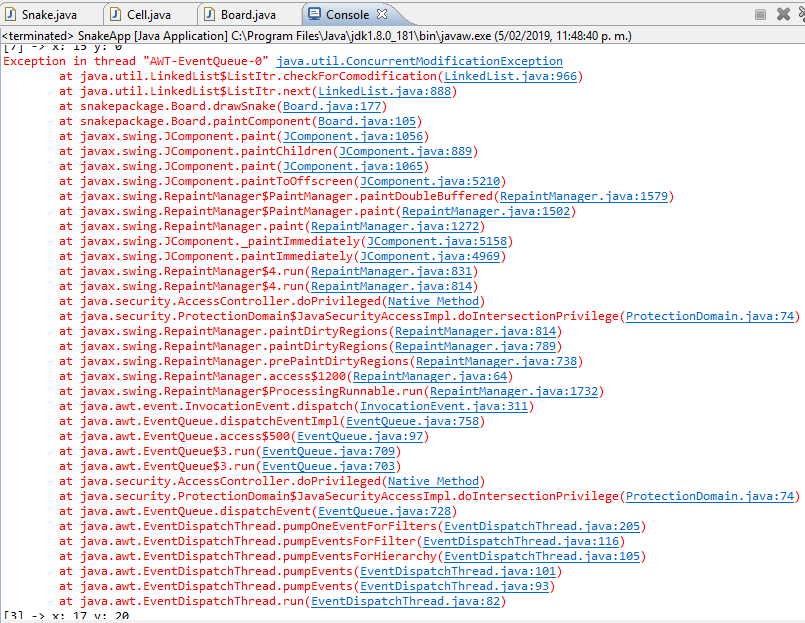 Snake.java Cell.java Board.java Console
<terminated> SnakeApp [Java Application] C:\Program Files\Java\jdk1.8.0_181\bin\javaw.exe (5/02/2019, 11:48:40 p. m.)
[7] -> x: 15 y: 0
Exception in thread "AWT-EventQueue-0" java.util.ConcurrentModificationException
at java.util.LinkedList$ListItr.checkForComodification(LinkedList.java:966)
at java.util.LinkedList$ListItr.next(LinkedList.java:888)
at snakepackage.Board.drawSnake(Board.java:177)
at snakepackage.Board.paintComponent(Board.java:105)
at javax.swing.JComponent.paint(JComponent.java:1056)
at javax.swing.JComponent.paintChildren(JComponent.java:889)
at javax.swing.JComponent.paint(JComponent.java:1065)
at javax.swing.JComponent.paintToOffscreen(JComponent.java:5210)
at javax.swing.RepaintManager$PaintManager.paintDoubleBuffered(RepaintManager.java:1579)
at javax.swing.RepaintManager$PaintManager.paint(RepaintManager.java:1502)
at javax.swing.RepaintManager.paint(RepaintManager.java:1272)
at javax.swing.JComponent._paintImmediately(JComponent.java:5158)
at javax.swing.JComponent.paintImmediately(JComponent.java:4969)
at javax.swing.RepaintManager$4.run(RepaintManager.java:831)
at javax.swing.RepaintManager$4.run(RepaintManager.java:814)
at java.security.AccessController.doPrivileged(Native Method)
at java.security.ProtectionDomain$JavaSecurityAccessImpl.doIntersectionPrivilege(ProtectionDomain.java:74)
at javax.swing.RepaintManager.paintDirtyRegions(RepaintManager.java:814)
at javax.swing.RepaintManager.paintDirtyRegions(RepaintManager.java:789)
at javax.swing.RepaintManager.prePaintDirtyRegions(RepaintManager.java:738)
at javax.swing.RepaintManager.access$1200(RepaintManager.java:64)
at javax.swing.RepaintManager$ProcessingRunnable.run(RepaintManager.java:1732)
at java.awt.event.InvocationEvent.dispatch(InvocationEvent.java:311)
at java.awt.EventQueue.dispatchEventImpl(EventQueue.java:758)
at java.awt.EventQueue.access$500(EventQueue.java:97)
at java.awt.EventQueue$3.run(EventQueue.java:709)
at java.awt.EventQueue$3.run(EventQueue.java:703)
at java.security.AccessController.doPrivileged(Native Method)
at java.security.ProtectionDomain$JavaSecurityAccessImpl.doIntersectionPrivilege(ProtectionDomain.java:74)
at java.awt.EventQueue.dispatchEvent(EventQueue.java:728)
at java.awt.EventDispatchThread.pumpOneEventForFilters(EventDispatchThread.java:205)
at java.awt.EventDispatchThread.pumpEventsForFilter(EventDispatchThread.java:116)
at java.awt.EventDispatchThread.pumpEventsForHierarchy(EventDispatchThread.java:105)
at java.awt.EventDispatchThread.pumpEvents(EventDispatchThread.java:101)
at java.awt.EventDispatchThread.pumpEvents(EventDispatchThread.java:93)
at java.awt.EventDispatchThread.run(EventDispatchThread.java:82)
[3] -> x: 17 y: 20